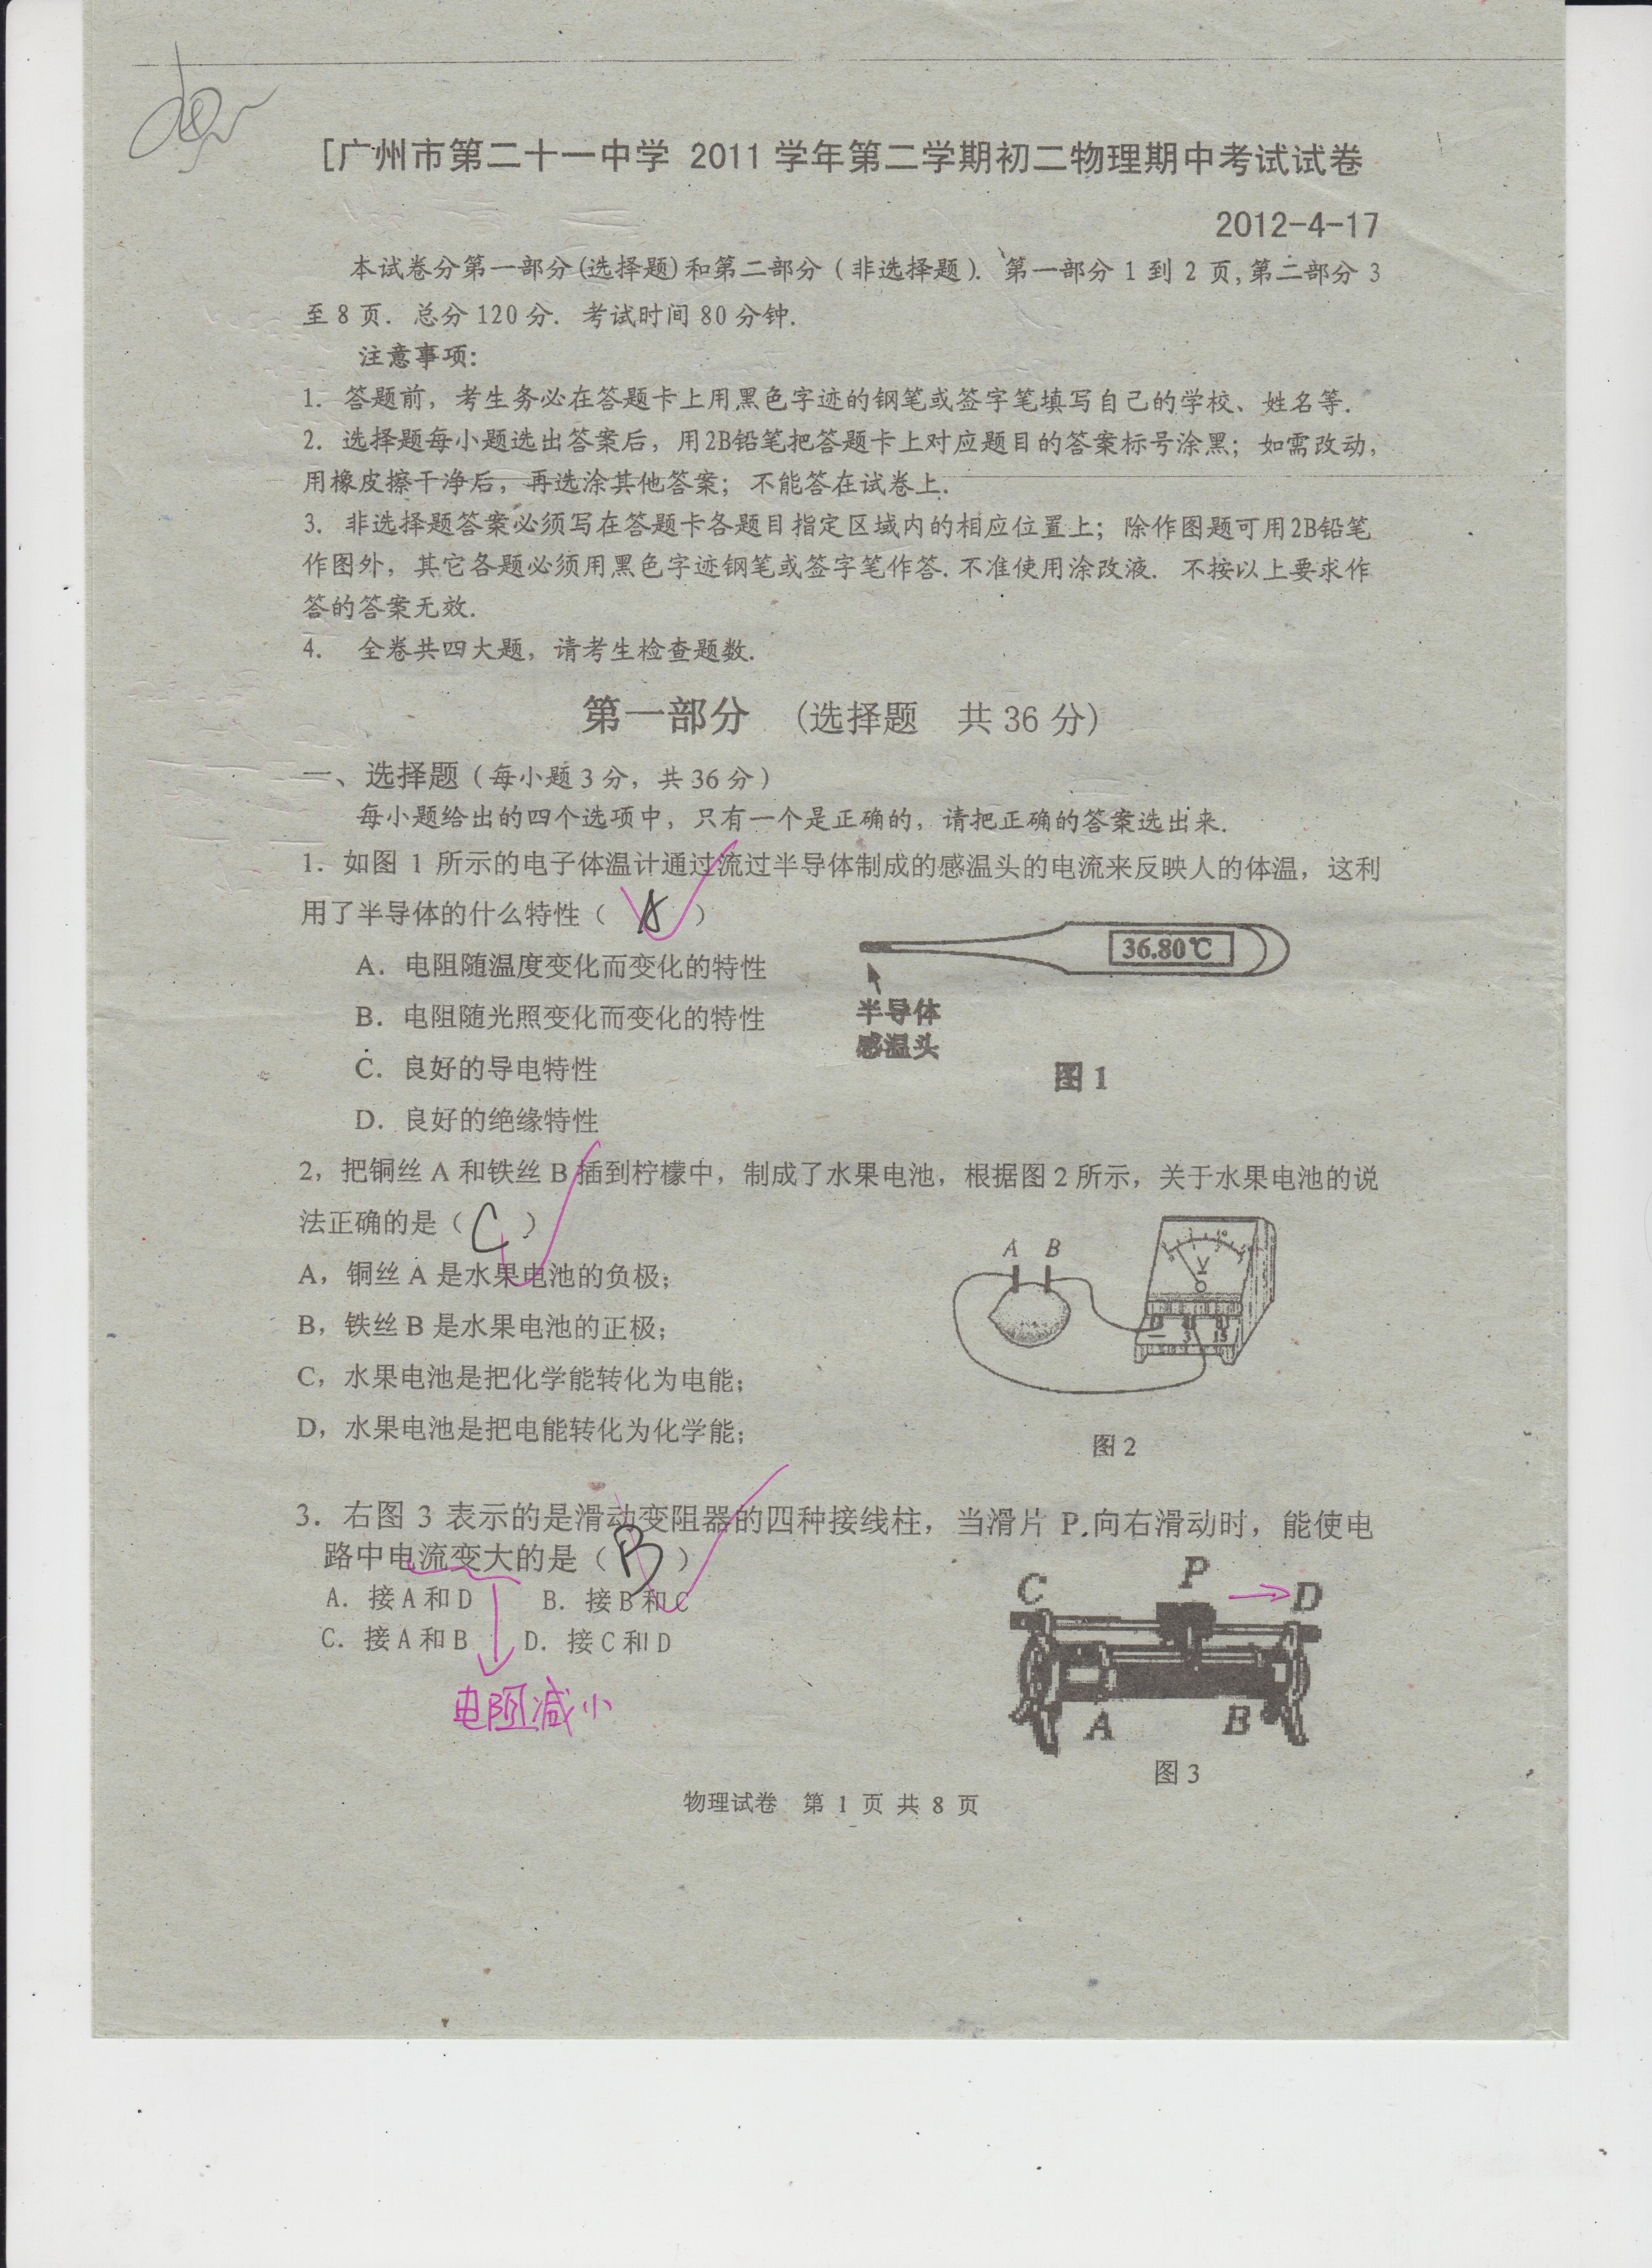 [广州市第二十一中学 2011 学年第二学期初二物理期中考试试卷
2012-4-17
本试卷分第一部分(选择题)和第二部分(非选择题). 第一部分 1 到 2 页,第二部分 3
至 8 页. 总分 120 分. 考试时间 80 分钟.
注意事项:
1. 答题前，考生务必在答题卡上用黑色字迹的钢笔或签字笔填写自己的学校、姓名等.
2. 选择题每小题选出答案后，用2B铅笔把答题卡上对应题目的答案标号涂黑；如需改动，
用橡皮擦干净后，再选涂其他答案；不能答在试卷上.
3. 非选择题答案必须写在答题卡各题目指定区域内的相应位置上；除作图题可用2B铅笔
作图外，其它各题必须用黑色字迹钢笔或签字笔作答. 不准使用涂改液. 不按以上要求作
答的答案无效.
4. 全卷共四大题，请考生检查题数.
第一部分 (选择题 共 36 分)
一、选择题（每小题 3 分，共 36 分）
每小题给出的四个选项中，只有一个是正确的，请把正确的答案选出来.
1．如图 1 所示的电子体温计通过流过半导体制成的感温头的电流来反映人的体温，这利
用了半导体的什么特性（ A ）
A．电阻随温度变化而变化的特性
B．电阻随光照变化而变化的特性
C．良好的导电特性
D．良好的绝缘特性
36.80℃
半导体
感温头
图 1
2，把铜丝 A 和铁丝 B 插到柠檬中，制成了水果电池，根据图 2 所示，关于水果电池的说
法正确的是（ C ）
A，铜丝 A 是水果电池的负极；
B，铁丝 B 是水果电池的正极；
C，水果电池是把化学能转化为电能；
D，水果电池是把电能转化为化学能；
A B
V
— 3 15
图 2
3．右图 3 表示的是滑动变阻器的四种接线柱，当滑片 P 向右滑动时，能使电
路中电流变大的是（ B ）
A．接 A 和 D B．接 B 和 C
C．接 A 和 B D．接 C 和 D
电阻减小
C P D
A B
图 3
物理试卷 第 1 页 共 8 页